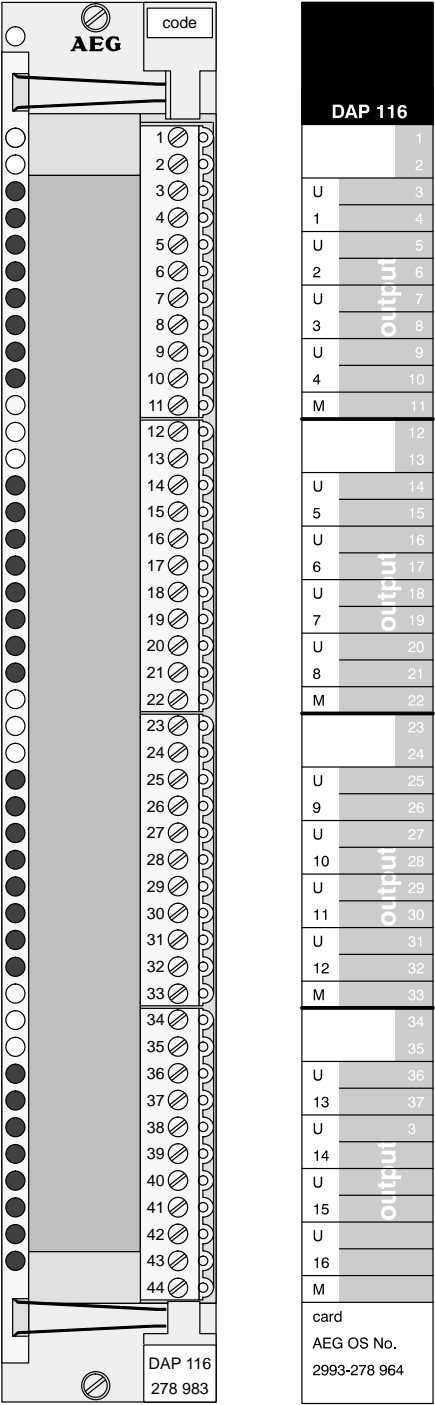 AEG
code
1
2
3
4
5
6
7
8
9
10
11
12
13
14
15
16
17
18
19
20
21
22
23
24
25
26
27
28
29
30
31
32
33
34
35
36
37
38
39
40
41
42
43
44
DAP 116
278 983
DAP 116
1
2
U 3
1 4
U 5
2 6
U 7
3 8
U 9
4 10
M 11
output
12
13
U 14
5 15
U 16
6 17
U 18
7 19
U 20
8 21
M 22
output
23
24
U 25
9 26
U 27
10 28
U 29
11 30
U 31
12 32
M 33
output
34
35
U 36
13 37
U 3
14
U
15
U
16
M
output
card
AEG OS No.
2993-278 964